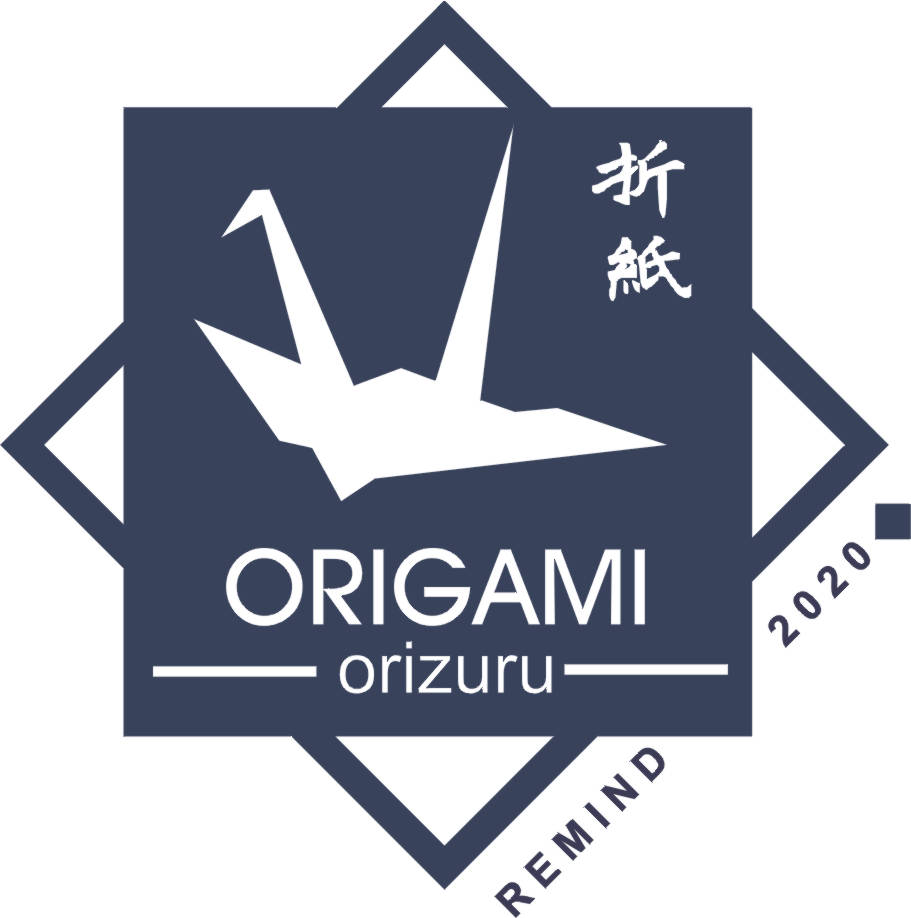 折
紙
ORIGAMI
orizuru
REMIND 2020